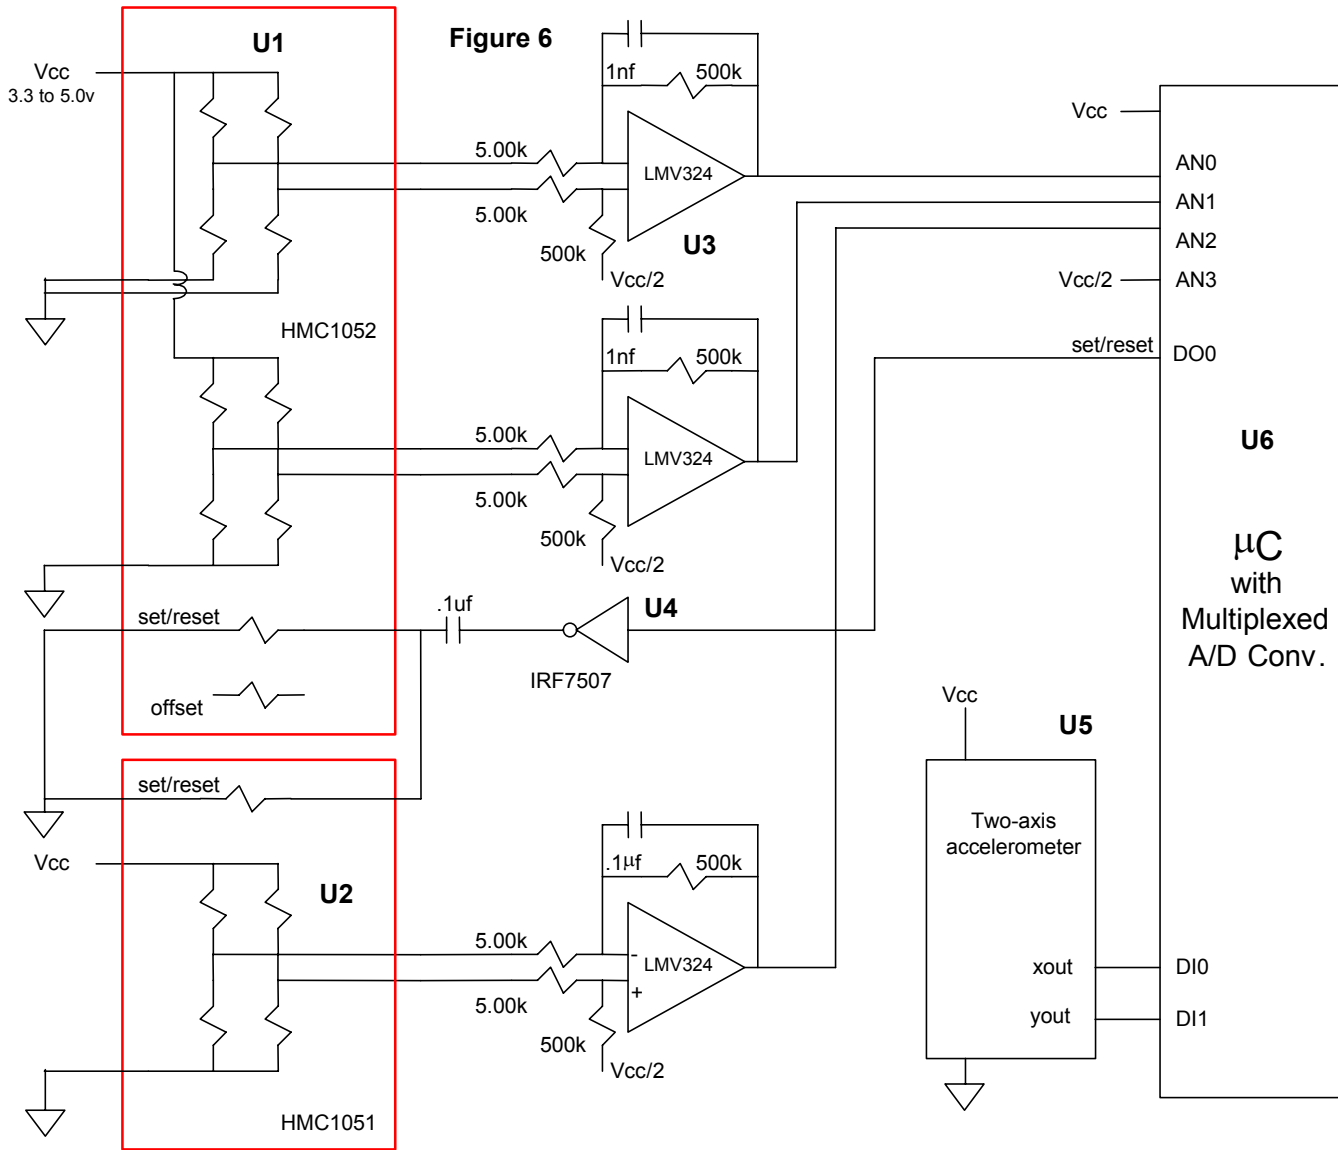 Figure 6
U1
Vcc
3.3 to 5.0v
1nf
500k
5.00k
5.00k
LMV324
U3
500k
Vcc/2
HMC1052
Vcc
AN0
AN1
AN2
Vcc/2
AN3
set/reset
DO0
1nf
500k
5.00k
5.00k
LMV324
500k
Vcc/2
U6
µC
with
Multiplexed
A/D Conv.
set/reset
.1uf
U4
IRF7507
offset
set/reset
Vcc
U2
.1µf
500k
5.00k
5.00k
-
+
LMV324
500k
Vcc/2
HMC1051
Vcc
U5
Two-axis
accelerometer
xout
DI0
yout
DI1